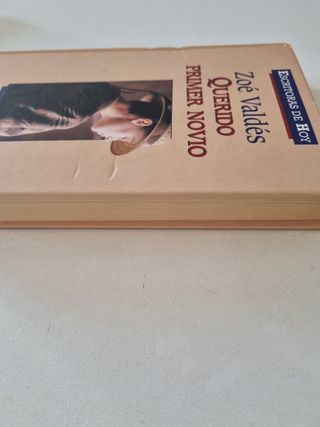 ESCRITORAS DE HOY
Zoé Valdés
QUERIDO
PRIMER NOVIO